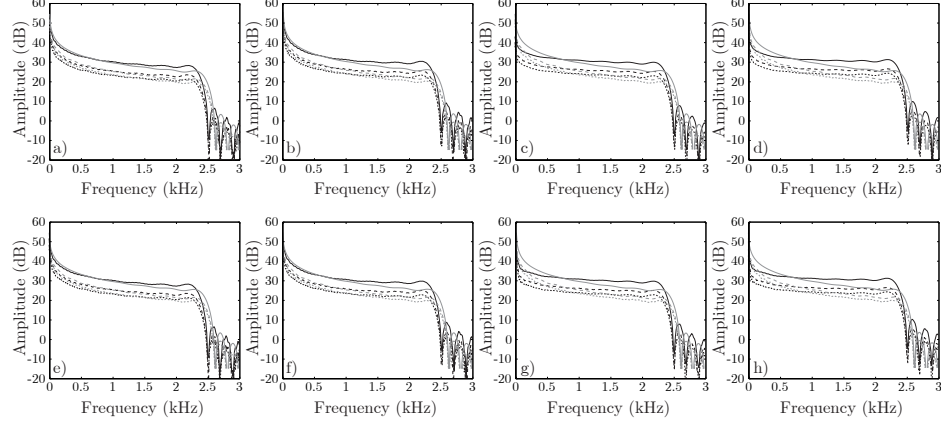 60 60 60 60
50 50 50 50
40 40 40 40
30 30 30 30
20 20 20 20
10 10 10 10
0 0 0 0
-10 -10 -10 -10
-20 -20 -20 -20
Amplitude (dB) Amplitude (dB) Amplitude (dB) Amplitude (dB)
a) b) c) d)
0 0.5 1 1.5 2 2.5 3 0 0.5 1 1.5 2 2.5 3 0 0.5 1 1.5 2 2.5 3 0 0.5 1 1.5 2 2.5 3
Frequency (kHz) Frequency (kHz) Frequency (kHz) Frequency (kHz)
60 60 60 60
50 50 50 50
40 40 40 40
30 30 30 30
20 20 20 20
10 10 10 10
0 0 0 0
-10 -10 -10 -10
-20 -20 -20 -20
Amplitude (dB) Amplitude (dB) Amplitude (dB) Amplitude (dB)
e) f) g) h)
0 0.5 1 1.5 2 2.5 3 0 0.5 1 1.5 2 2.5 3 0 0.5 1 1.5 2 2.5 3 0 0.5 1 1.5 2 2.5 3
Frequency (kHz) Frequency (kHz) Frequency (kHz) Frequency (kHz)